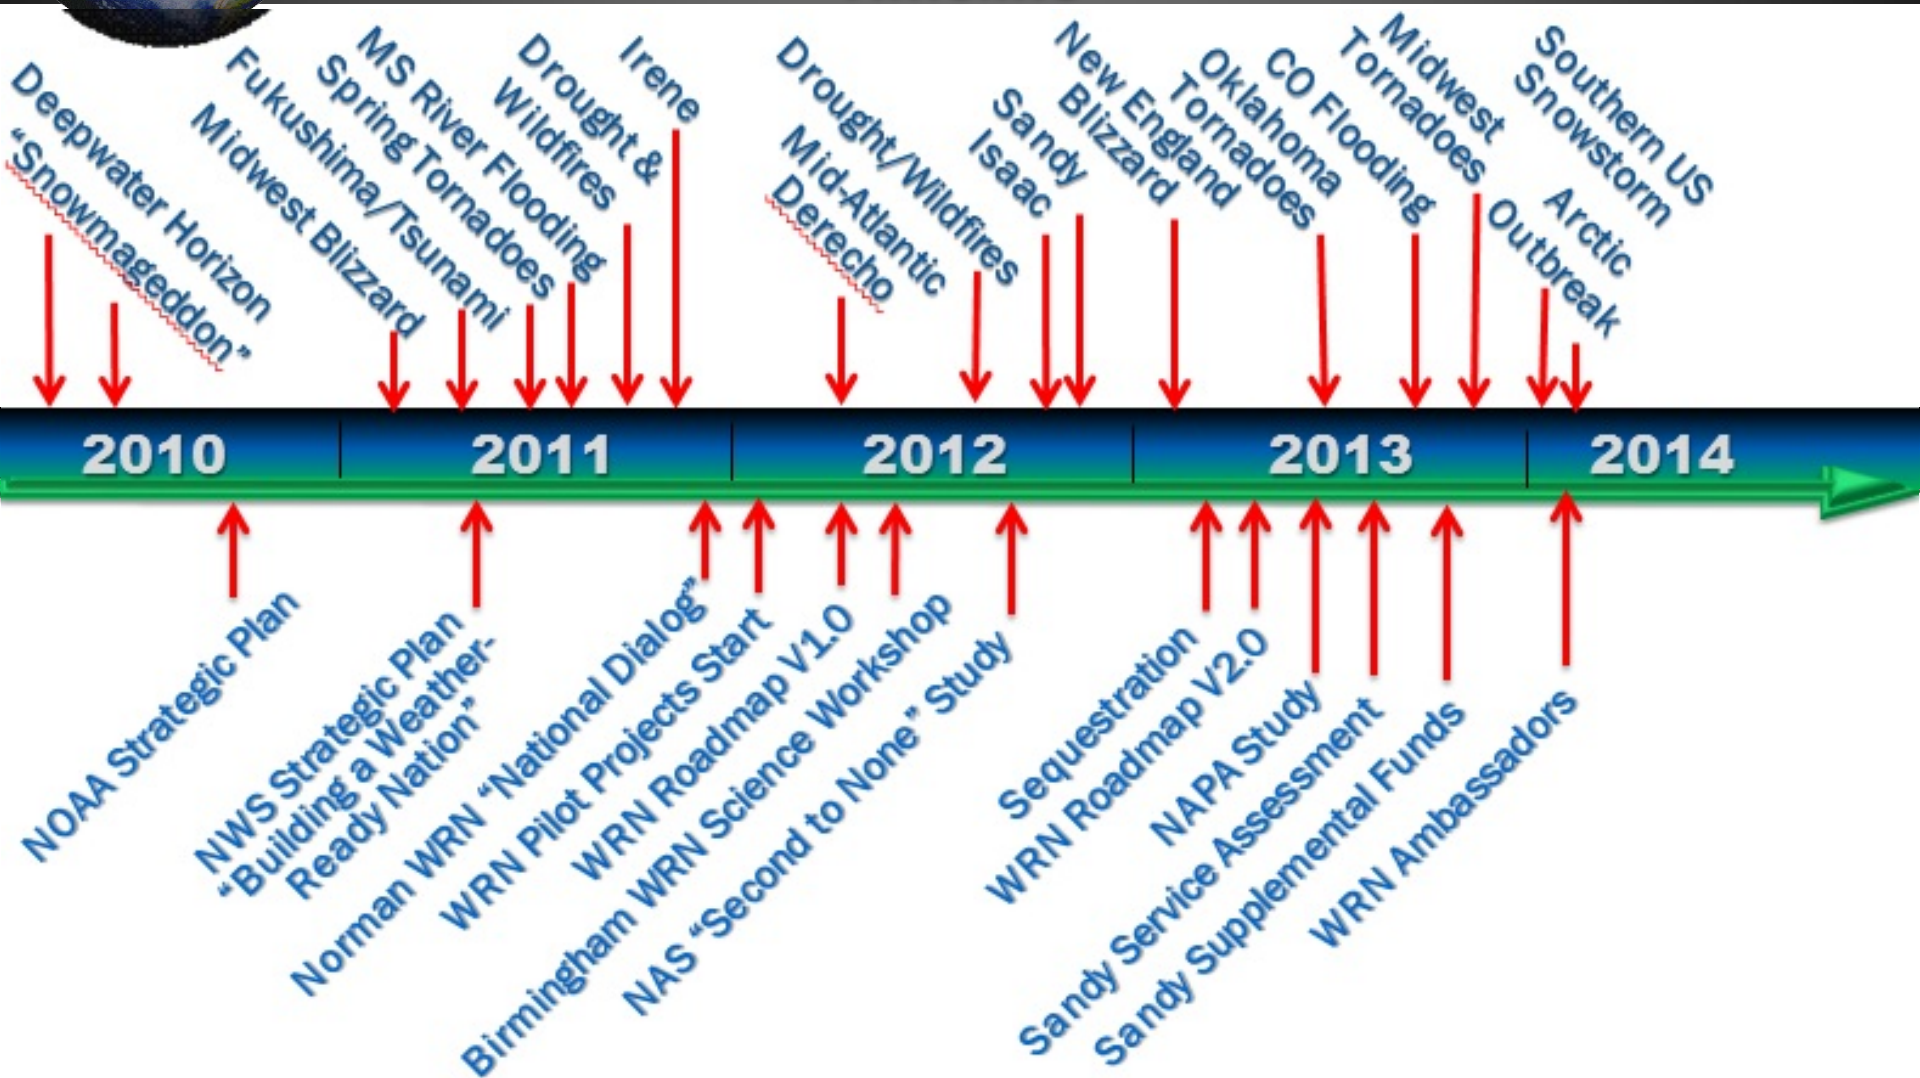 Deepwater Horizon
“Snowmageddon”
Midwest Blizzard
Fukushima/Tsunami
Spring Tornadoes
MS River Flooding
Drought &
Wildfires
Irene
Mid-Atlantic
Derecho
Drought/Wildfires
Isaac
Sandy
New England
Blizzard
Oklahoma
Tornadoes
CO Flooding
Midwest
Tornadoes
Arctic
Outbreak
Southern US
Snowstorm
2010
2011
2012
2013
2014
NOAA Strategic Plan
NWS Strategic Plan
“Building a Weather-
Ready Nation”
Norman WRN “National Dialog”
WRN Pilot Projects Start
WRN Roadmap V1.0
Birmingham WRN Science Workshop
NAS “Second to None” Study
Sequestration
WRN Roadmap V2.0
NAPA Study
Sandy Service Assessment
Sandy Supplemental Funds
WRN Ambassadors